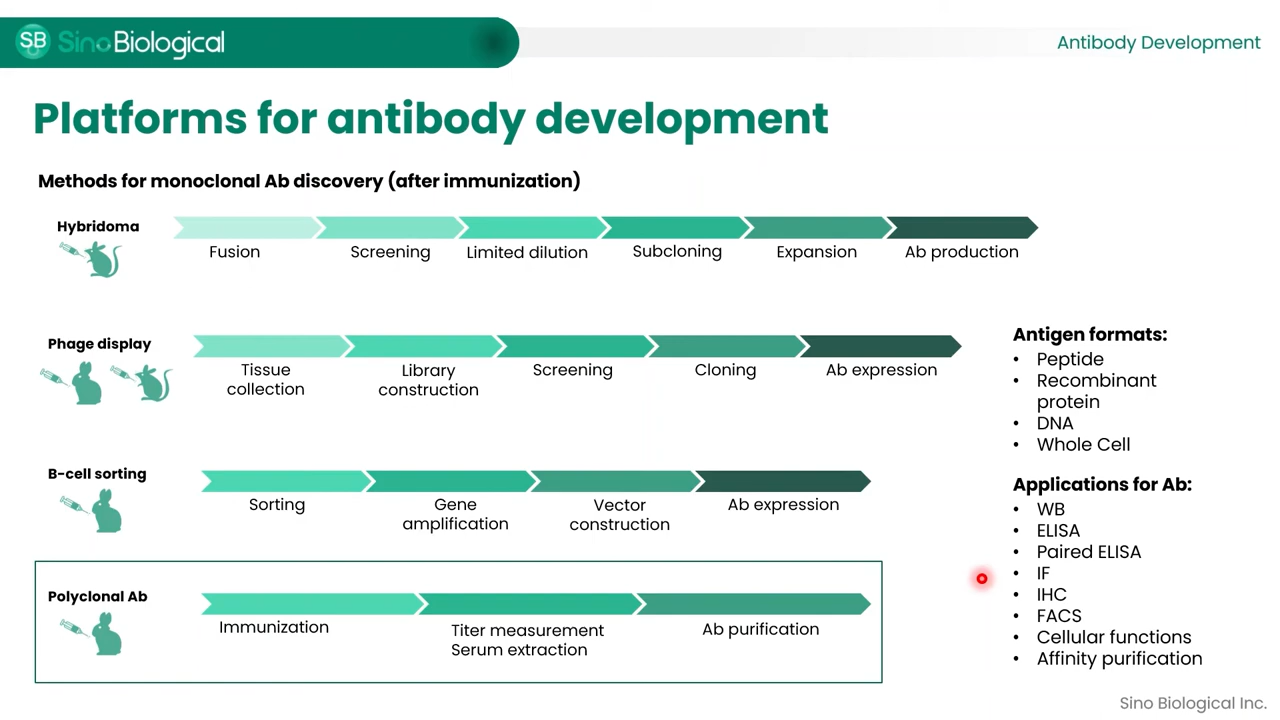 SB SinoBiological
Antibody Development
Platforms for antibody development
Methods for monoclonal Ab discovery (after immunization)
Hybridoma
Fusion
Screening
Limited dilution
Subcloning
Expansion
Ab production
Phage display
Tissue
collection
Library
construction
Screening
Cloning
Ab expression
B-cell sorting
Sorting
Gene
amplification
Vector
construction
Ab expression
Polyclonal Ab
Immunization
Titer measurement
Serum extraction
Ab purification
Antigen formats:
• Peptide
• Recombinant
protein
• DNA
• Whole Cell
Applications for Ab:
• WB
• ELISA
• Paired ELISA
• IF
• IHC
• FACS
• Cellular functions
• Affinity purification
Sino Biological Inc.